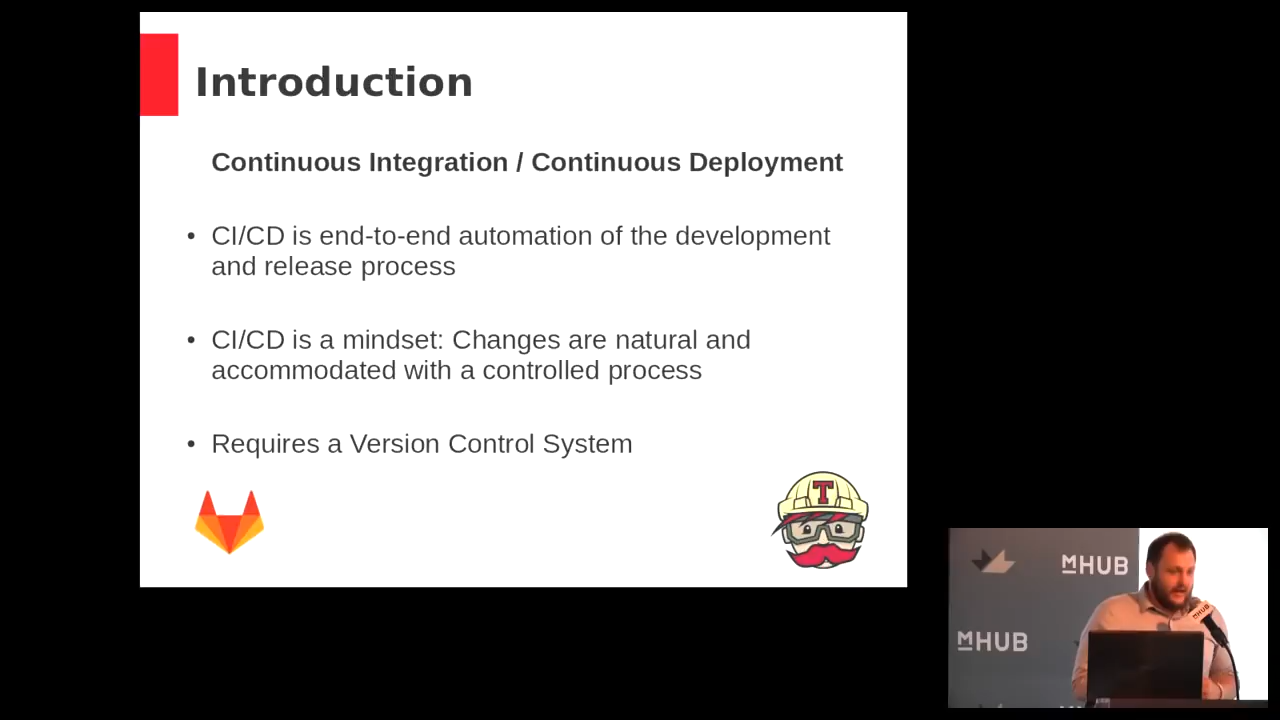 Introduction
Continuous Integration / Continuous Deployment
• CI/CD is end-to-end automation of the development
and release process
• CI/CD is a mindset: Changes are natural and
accommodated with a controlled process
• Requires a Version Control System
T
MHUB
MHUB
MHUB